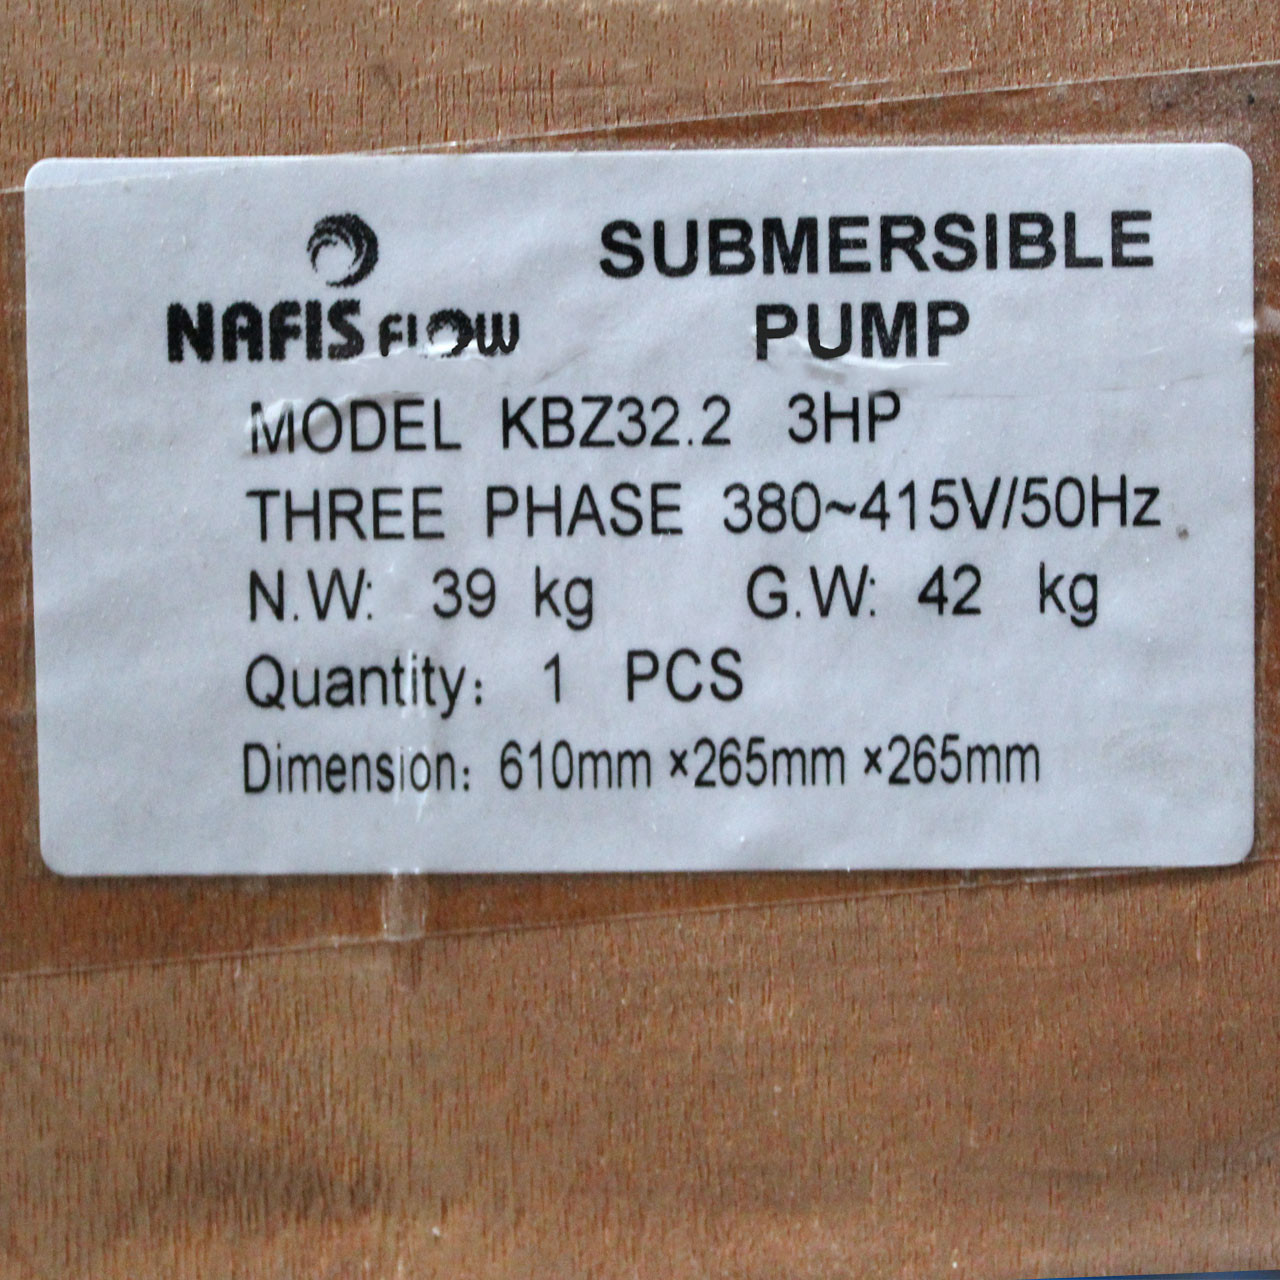 NAFIS FLOW
SUBMERSIBLE
PUMP
MODEL KBZ32.2 3HP
THREE PHASE 380~415V/50Hz
N.W: 39 kg G.W: 42 kg
Quantity: 1 PCS
Dimension: 610mm ×265mm ×265mm